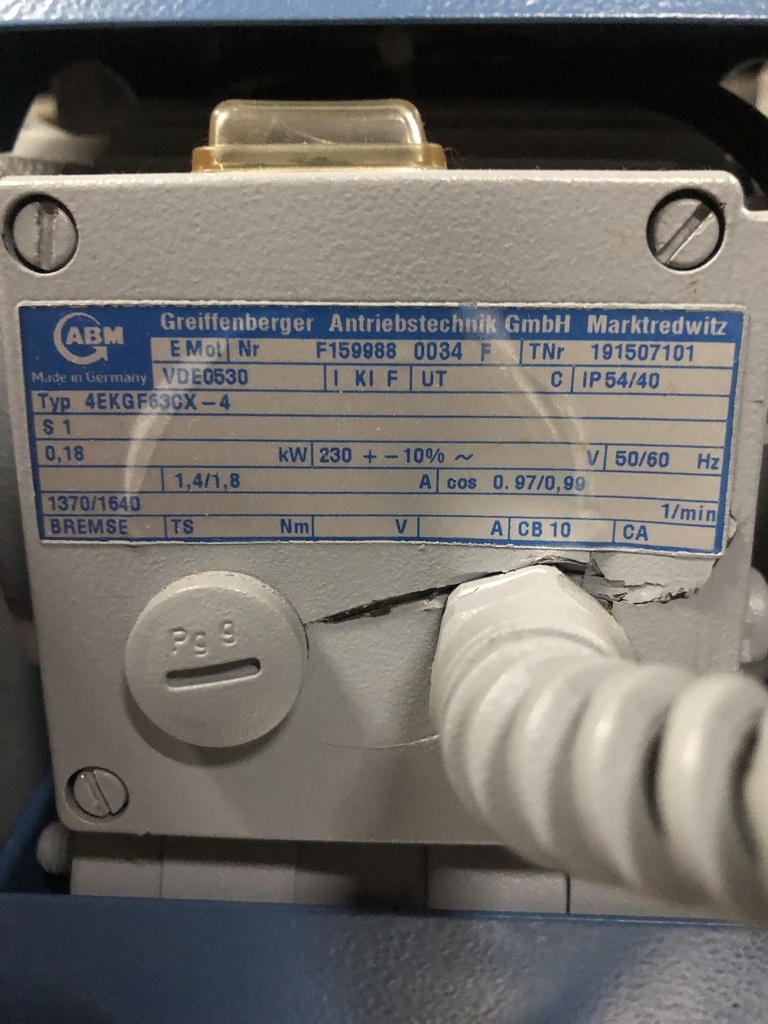 ABM
Greiffenberger Antriebstechnik GmbH Marktredwitz
Made in Germany
E Mot Nr F159988 0034 F TNr 191507101
VDE0530 I KI F UT C IP 54/40
Typ 4EKGF63CX-4
S 1
0,18 kW 230 + - 10% ~ V 50/60 Hz
1,4/1,8 A cos 0.97/0,99
1370/1640 1/min
BREMSE TS Nm V A CB 10 CA
Pg 9